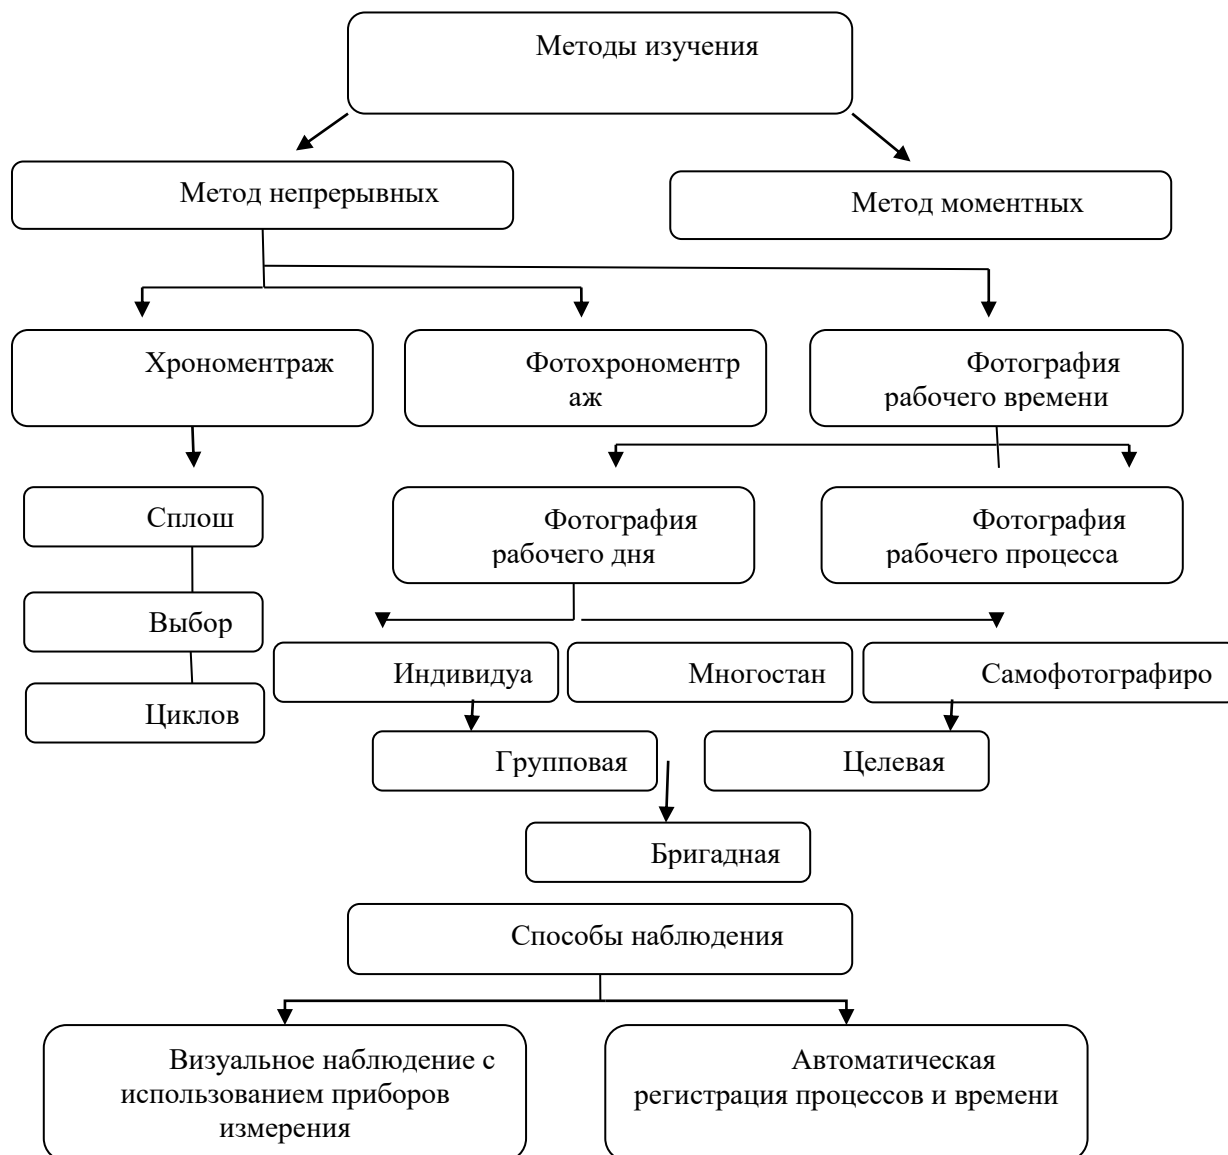 Методы изучения
Метод непрерывных
Метод моментных
Хронометраж
Фотохронометр
аж
Фотография
рабочего времени
Сплош
Фотография
рабочего дня
Фотография
рабочего процесса
Выбор
Индивидуа
Многостан
Самофотографиро
Циклов
Групповая
Целевая
Бригадная
Способы наблюдения
Визуальное наблюдение с
использованием приборов
измерения
Автоматическая
регистрация процессов и времени